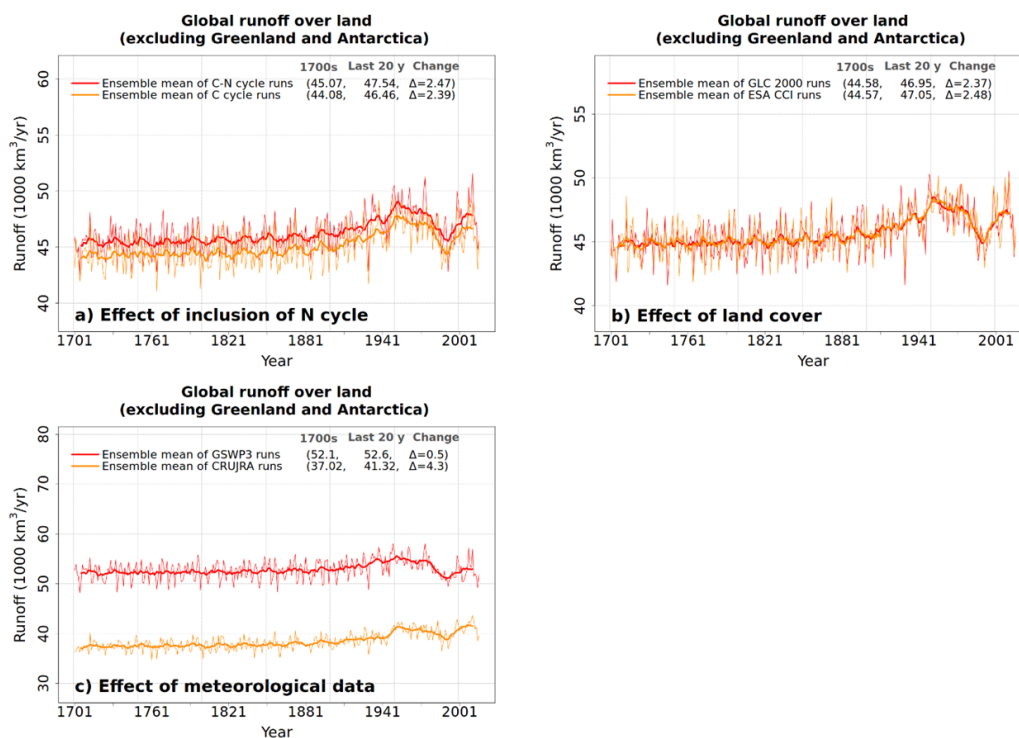 Global runoff over land
(excluding Greenland and Antarctica)
1700s Last 20 y Change
Ensemble mean of C-N cycle runs (45.07, 47.54, Δ=2.47)
Ensemble mean of C cycle runs (44.08, 46.46, Δ=2.39)
Runoff (1000 km³/yr)
60
55
50
45
40
a) Effect of inclusion of N cycle
1701 1761 1821 1881 1941 2001
Year
Global runoff over land
(excluding Greenland and Antarctica)
1700s Last 20 y Change
Ensemble mean of GLC 2000 runs (44.58, 46.95, Δ=2.37)
Ensemble mean of ESA CCI runs (44.57, 47.05, Δ=2.48)
Runoff (1000 km³/yr)
55
50
45
40
b) Effect of land cover
1701 1761 1821 1881 1941 2001
Year
Global runoff over land
(excluding Greenland and Antarctica)
1700s Last 20 y Change
Ensemble mean of GSWP3 runs (52.1, 52.6, Δ=0.5)
Ensemble mean of CRUJRA runs (37.02, 41.32, Δ=4.3)
Runoff (1000 km³/yr)
80
70
60
50
40
30
c) Effect of meteorological data
1701 1761 1821 1881 1941 2001
Year